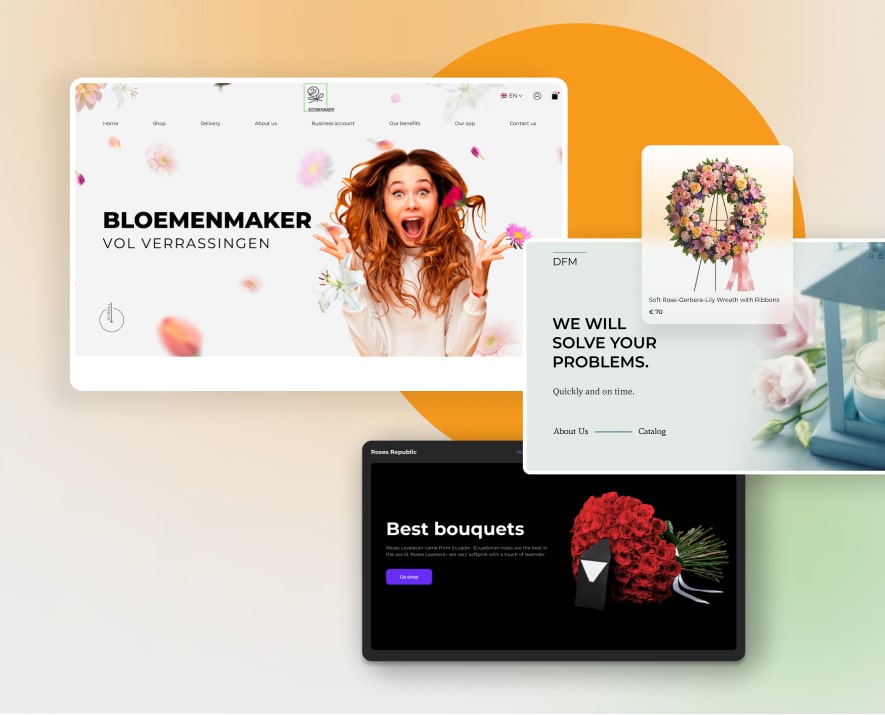 BLOEMENMAKER
EN
Home Shop Delivery About us Business account Our benefits Our app Contact us
BLOEMENMAKER
VOL VERRASSINGEN
SCROLL
Soft Rose-Gerbera-Lily Wreath with Ribbons
€ 70
DFM
WE WILL
SOLVE YOUR
PROBLEMS.
Quickly and on time.
About Us Catalog
Roses Republic
Best bouquets
Roses Lovelace+ came from Ecuador. Ecuadorian roses are the best in
the world. Roses Lovelace+ are very softpink with a touch of lavender.
Go shop